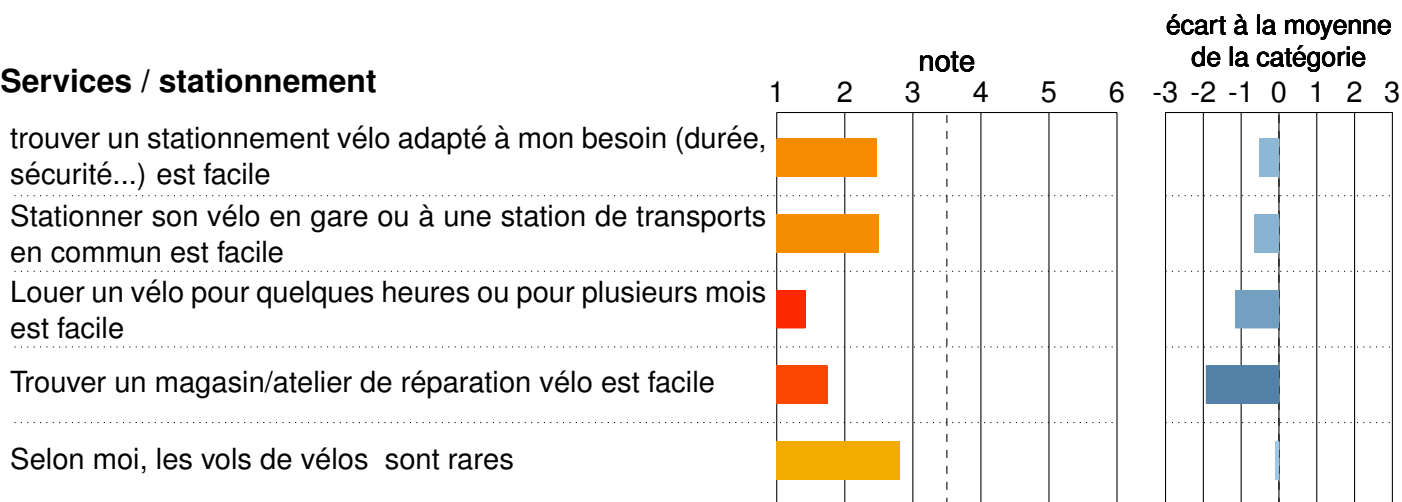 écart à la moyenne
de la catégorie
note
Services / stationnement
1 2 3 4 5 6
-3 -2 -1 0 1 2 3
trouver un stationnement vélo adapté à mon besoin (durée,
sécurité...) est facile
Stationner son vélo en gare ou à une station de transports
en commun est facile
Louer un vélo pour quelques heures ou pour plusieurs mois
est facile
Trouver un magasin/atelier de réparation vélo est facile
Selon moi, les vols de vélos  sont rares